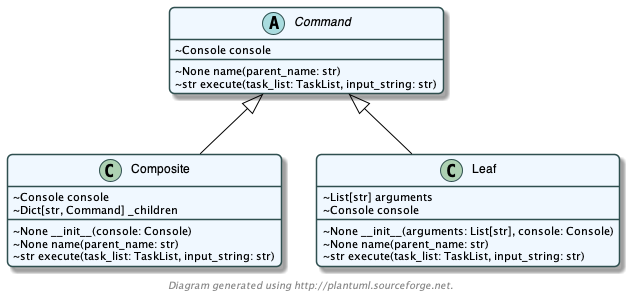 A Command
~Console console
~None name(parent_name: str)
~str execute(task_list: TaskList, input_string: str)
C Composite
~Console console
~Dict[str, Command] _children
~None __init__(console: Console)
~None name(parent_name: str)
~str execute(task_list: TaskList, input_string: str)
C Leaf
~List[str] arguments
~Console console
~None __init__(arguments: List[str], console: Console)
~None name(parent_name: str)
~str execute(task_list: TaskList, input_string: str)
Diagram generated using http://plantuml.sourceforge.net.